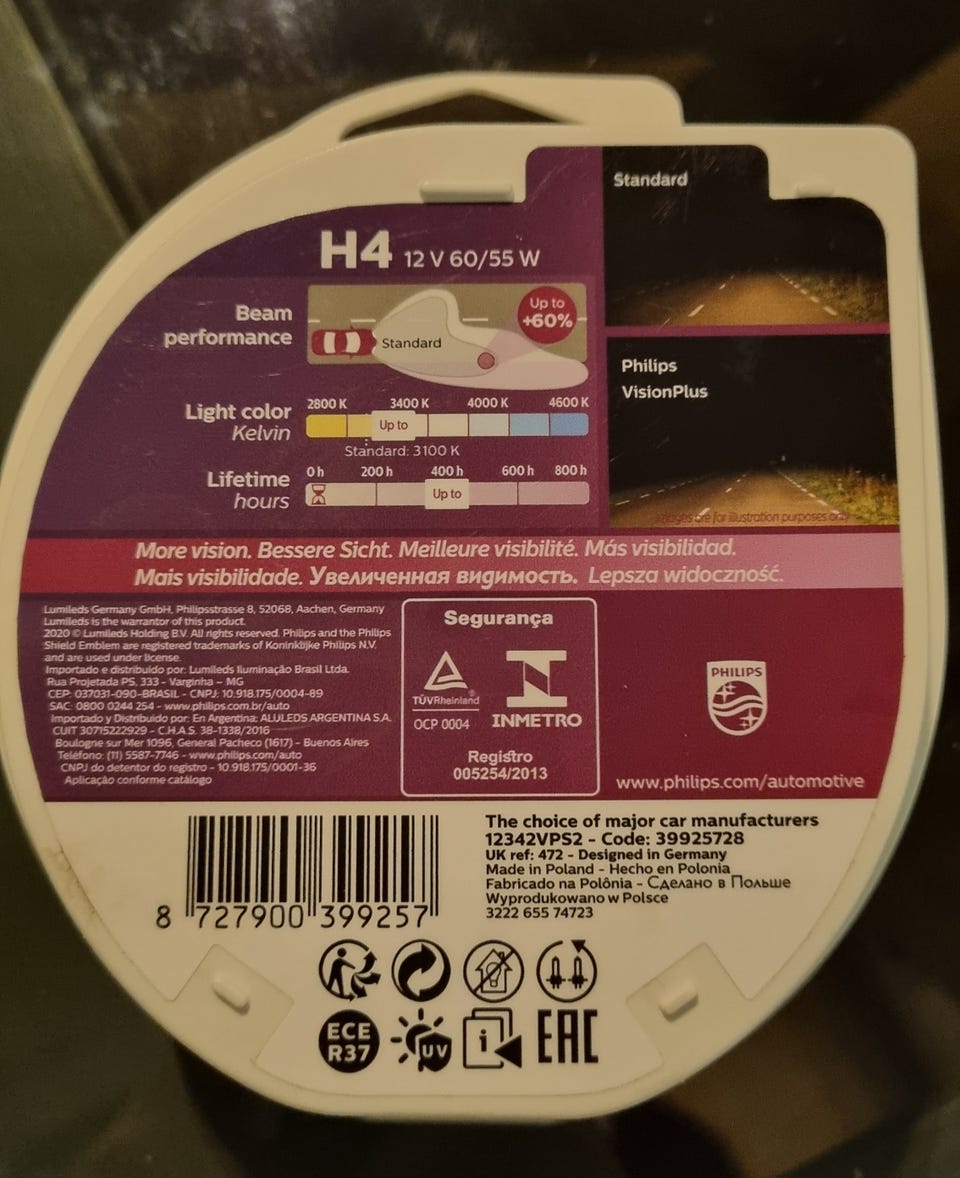 Standard
H4 12 V 60/55 W
Beam performance
Up to +60%
Standard
Philips
VisionPlus
Light color
Kelvin
2800 K 3400 K 4000 K 4600 K
Up to
Standard: 3100 K
Lifetime
hours
0 h 200 h 400 h 600 h 800 h
Up to
Images are for illustration purposes only
More vision. Bessere Sicht. Meilleure visibilité. Más visibilidad.
Mais visibilidade. Увеличенная видимость. Lepsza widoczność.
Lumileds Germany GmbH, Philipsstrasse 8, 52068, Aachen, Germany
Lumileds is the warrantor of this product.
2020 © Lumileds Holding B.V. All rights reserved. Philips and the Philips
Shield Emblem are registered trademarks of Koninklijke Philips N.V.
and are used under license.
Importado e distribuido por: Lumileds Iluminação Brasil Ltda.
Rua Projetada PS, 333 - Varginha – MG
CEP: 037031-090-BRASIL - CNPJ: 10.918.175/0004-89
SAC: 0800 0244 254 - www.philips.com.br/auto
Importado y Distribuido por: En Argentina: ALULEDS ARGENTINA S.A.
CUIT 30715222929 - C.H.A.S. 38-1338/2016
Boulogne sur Mer 1096, General Pacheco (1617) - Buenos Aires
Teléfono: (11) 5587-7746 - www.philips.com/auto
CNPJ do detentor do registro - 10.918.175/0001-36
Aplicação conforme catálogo
Segurança
TÜVRheinland®
OCP 0004
INMETRO
Registro
005254/2013
PHILIPS
www.philips.com/automotive
8 727900 399257
The choice of major car manufacturers
12342VPS2 - Code: 39925728
UK ref: 472 - Designed in Germany
Made in Poland - Hecho en Polonia
Fabricado na Polônia - Сделано в Польше
Wyprodukowano w Polsce
3222 655 74723
ECE
R37
UV
i
EAC